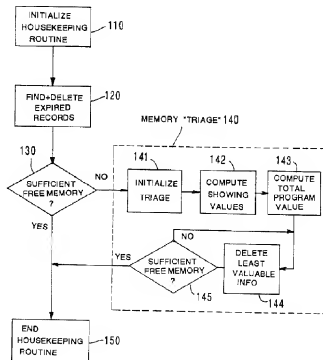 INITIALIZE
HOUSEKEEPING
ROUTINE
110
FIND+DELETE
EXPIRED
RECORDS
120
130
SUFFICIENT
FREE MEMORY
?
NO
YES
MEMORY "TRIAGE" 140
141
INITIALIZE
TRIAGE
142
COMPUTE
SHOWING
VALUES
143
COMPUTE
TOTAL
PROGRAM
VALUE
NO
YES
SUFFICIENT
FREE MEMORY
?
145
DELETE
LEAST
VALUABLE
INFO
144
END
HOUSEKEEPING
ROUTINE
150